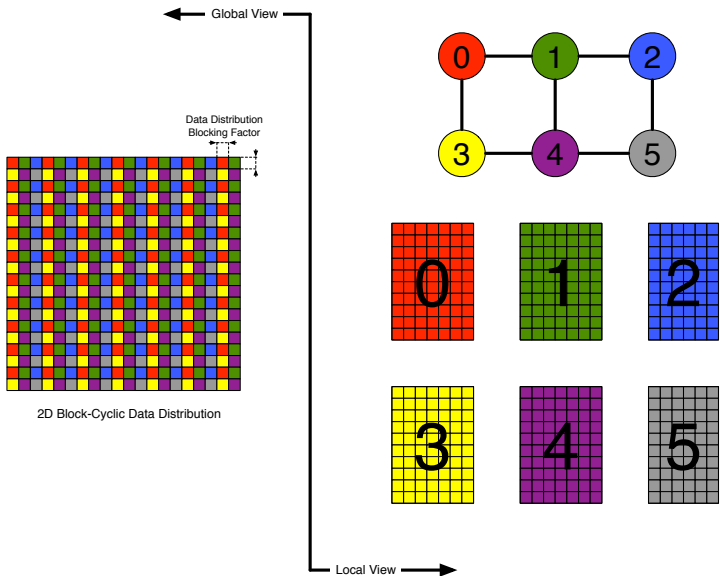 Global View
Data Distribution
Blocking Factor
2D Block-Cyclic Data Distribution
0 1 2
3 4 5
0 1 2
3 4 5
Local View